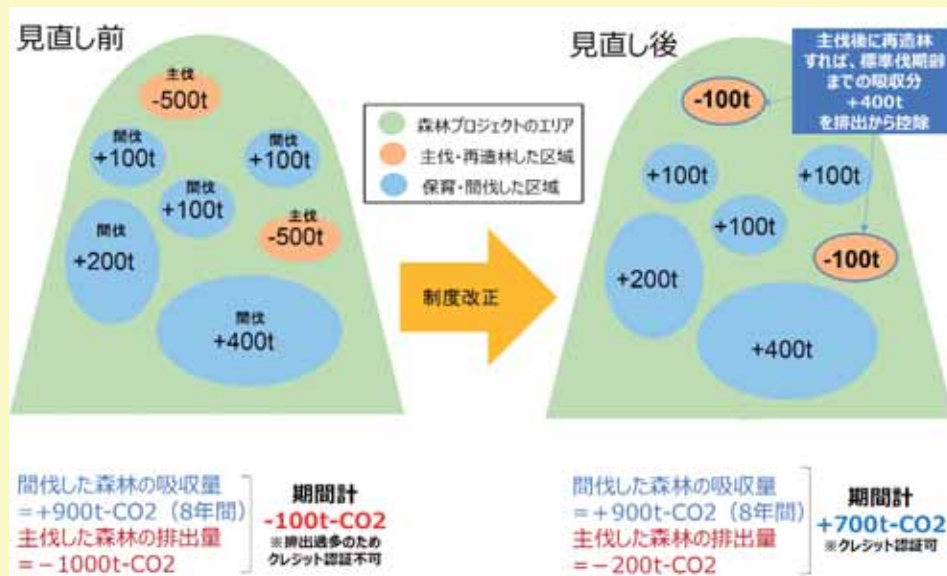 見直し前
主伐
-500t
間伐
+100t
間伐
+100t
間伐
+100t
主伐
-500t
間伐
+200t
間伐
+400t
森林プロジェクトのエリア
主伐・再造林した区域
保育・間伐した区域
制度改正
見直し後
主伐後に再造林
すれば、標準伐期齢
までの吸収分
+400t
を排出から控除
-100t
+100t
+100t
+100t
-100t
+200t
+400t
間伐した森林の吸収量
=+900t-CO2(8年間)
主伐した森林の排出量
=-1000t-CO2
期間計
-100t-CO2
※排出過多のため
クレジット認証不可
間伐した森林の吸収量
=+900t-CO2(8年間)
主伐した森林の排出量
=-200t-CO2
期間計
+700t-CO2
※クレジット認証可